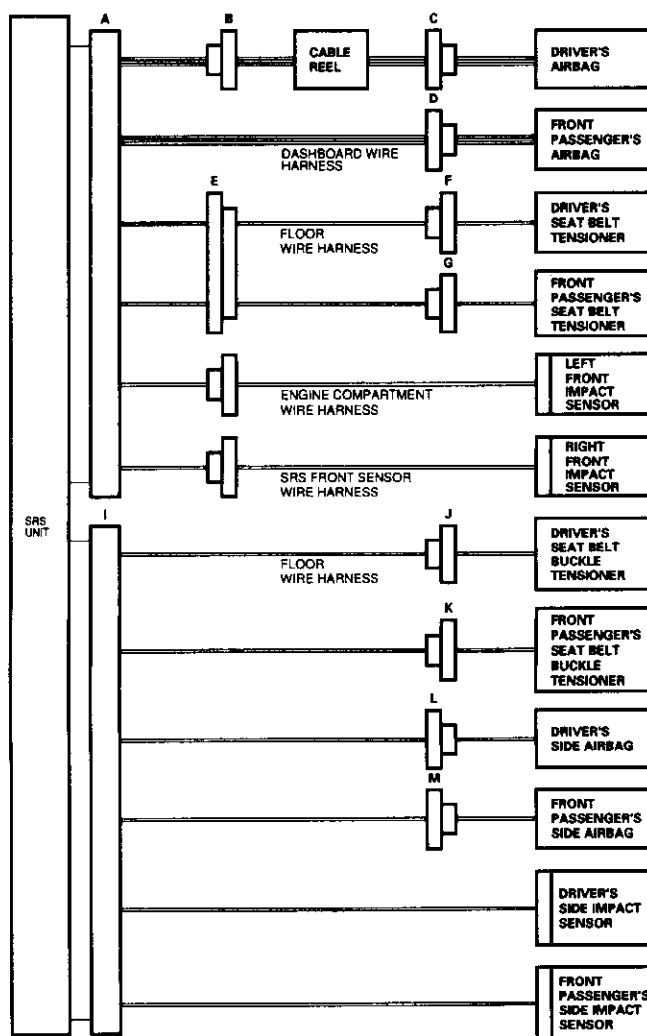 A
B
C
CABLE
REEL
DRIVER'S
AIRBAG
D
DASHBOARD WIRE
HARNESS
FRONT
PASSENGER'S
AIRBAG
E
F
FLOOR
WIRE HARNESS
DRIVER'S
SEAT BELT
TENSIONER
G
FRONT
PASSENGER'S
SEAT BELT
TENSIONER
ENGINE COMPARTMENT
WIRE HARNESS
LEFT
FRONT
IMPACT
SENSOR
SRS FRONT SENSOR
WIRE HARNESS
RIGHT
FRONT
IMPACT
SENSOR
SRS
UNIT
I
J
FLOOR
WIRE HARNESS
DRIVER'S
SEAT BELT
BUCKLE
TENSIONER
K
FRONT
PASSENGER'S
SEAT BELT
BUCKLE
TENSIONER
L
DRIVER'S
SIDE AIRBAG
M
FRONT
PASSENGER'S
SIDE AIRBAG
DRIVER'S
SIDE IMPACT
SENSOR
FRONT
PASSENGER'S
SIDE IMPACT
SENSOR